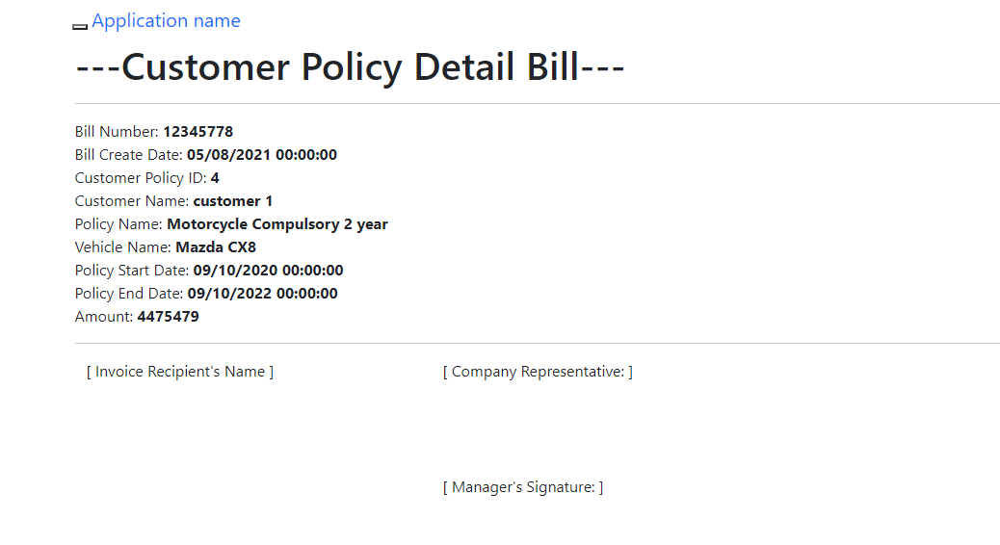 Application name
---Customer Policy Detail Bill---
Bill Number: 12345778
Bill Create Date: 05/08/2021 00:00:00
Customer Policy ID: 4
Customer Name: customer 1
Policy Name: Motorcycle Compulsory 2 year
Vehicle Name: Mazda CX8
Policy Start Date: 09/10/2020 00:00:00
Policy End Date: 09/10/2022 00:00:00
Amount: 4475479
[ Invoice Recipient's Name ] [ Company Representative: ]
[ Manager's Signature: ]